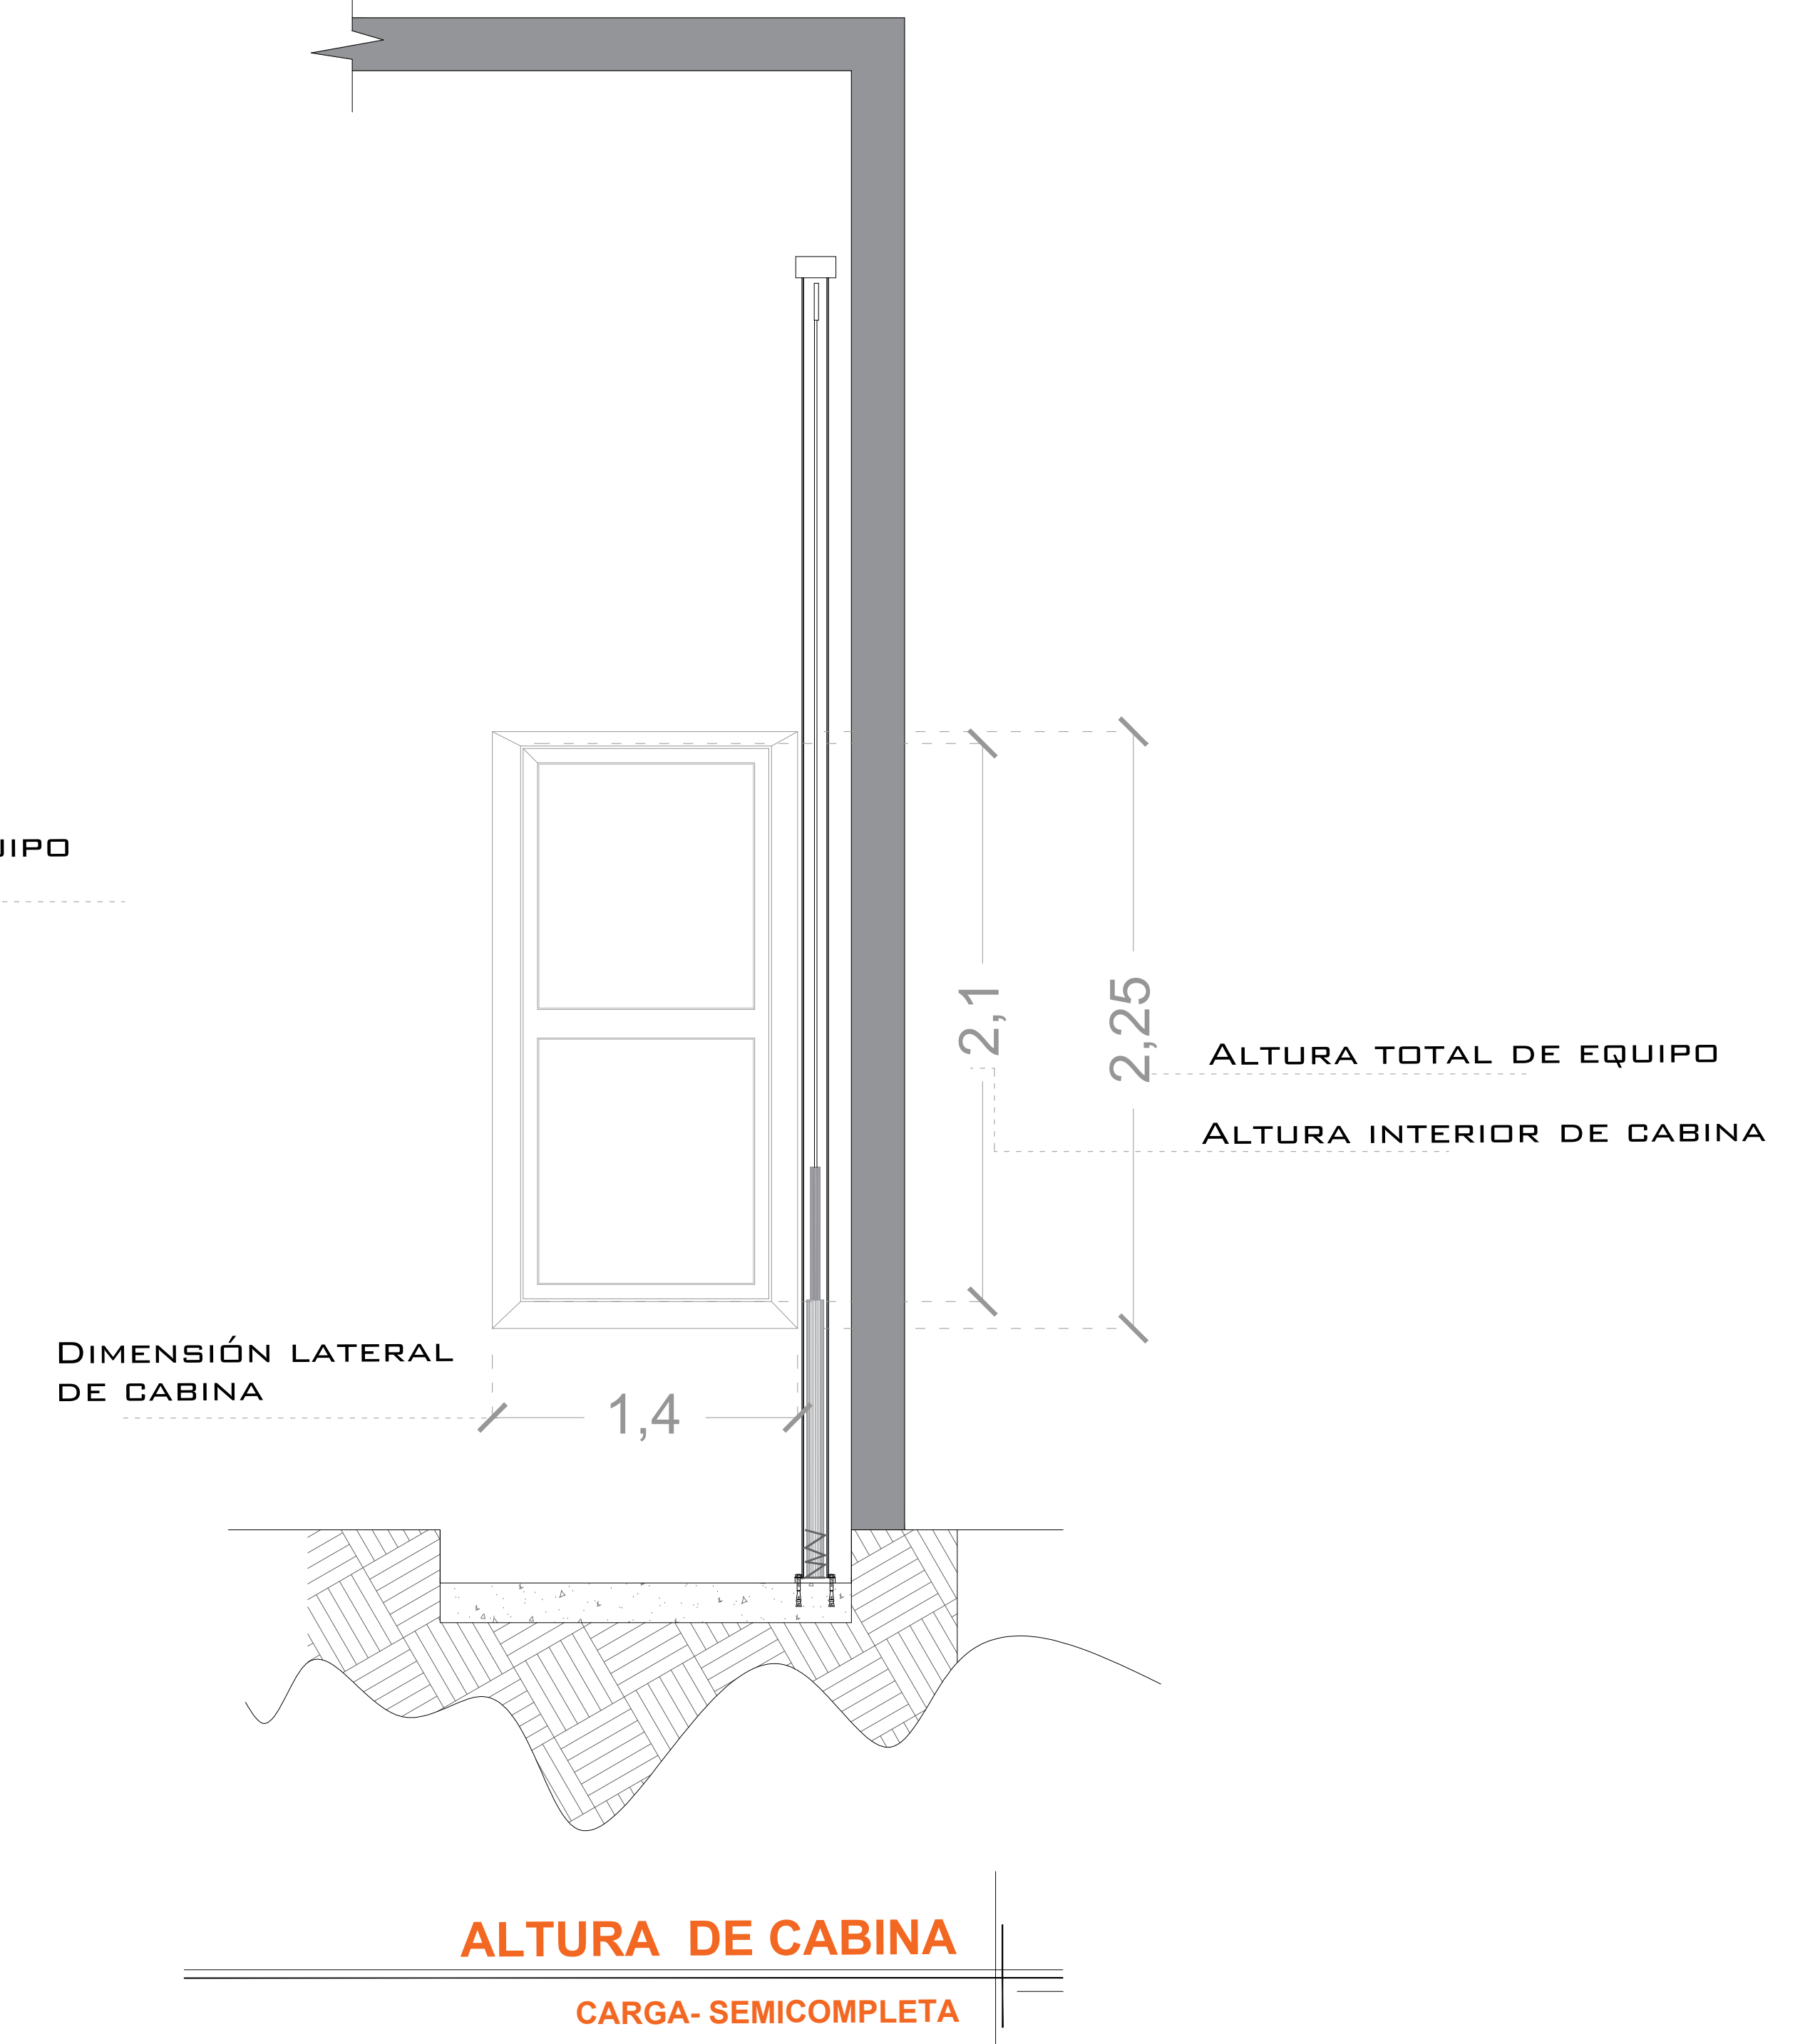 UIPO
2,1
2,25
ALTURA TOTAL DE EQUIPO
ALTURA INTERIOR DE CABINA
DIMENSIÓN LATERAL
DE CABINA
1,4
ALTURA DE CABINA
CARGA- SEMICOMPLETA